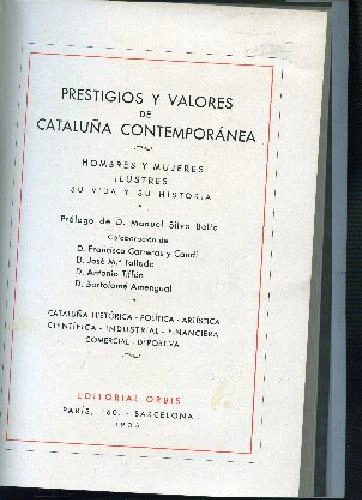 PRESTIGIOS Y VALORES
DE
CATALUÑA CONTEMPORÁNEA
HOMBRES Y MUJERES
ILUSTRES
SU VIDA Y SU HISTORIA
Prólogo de D. Manuel Silva
Colaboración de
D. Francisco Carreras y Candi
D. José M.ª Tallada
D. Antonio
D. Bartolomé Amengual
CATALUÑA HISTÓRICA - POLÍTICA - ARTÍSTICA
CIENTÍFICA - INDUSTRIAL - FINANCIERA
COMERCIAL - DEPORTIVA
EDITORIAL ORBIS
PARÍS, 160. - BARCELONA